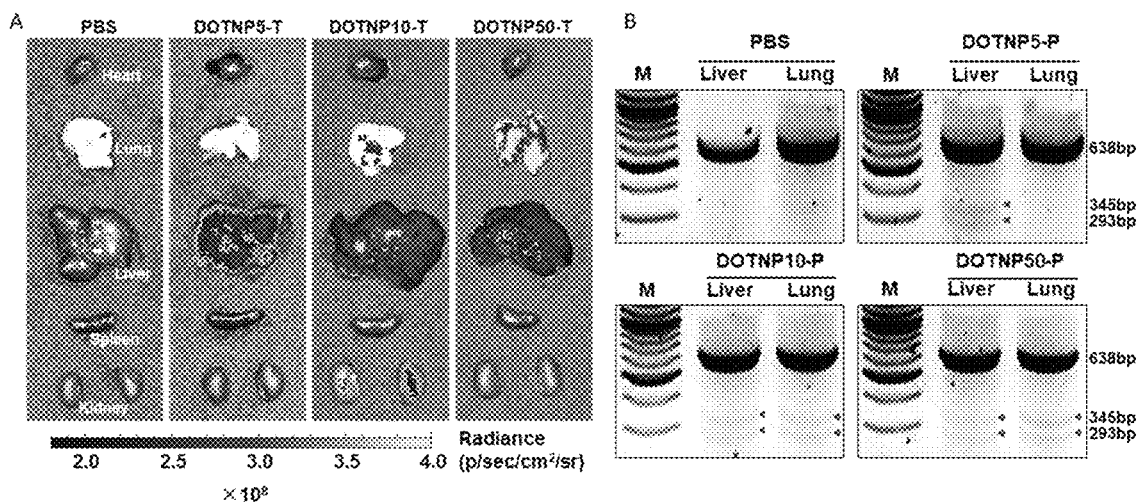 A
PBS DOTNP5-T DOTNP10-T DOTNP50-T
Heart
Lung
Liver
Spleen
Kidney
2.0 2.5 3.0 3.5 4.0
×10⁸
Radiance
(p/sec/cm²/sr)
B
PBS DOTNP5-P
M Liver Lung M Liver Lung
638bp
345bp
293bp
DOTNP10-P DOTNP50-P
M Liver Lung M Liver Lung
638bp
345bp
293bp